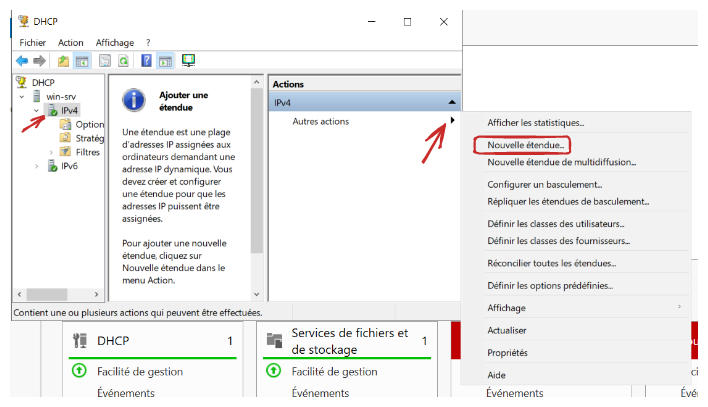 DHCP
Fichier Action Affichage ?
DHCP
win-srv
IPv4
Option
Stratég
Filtres
IPv6
Ajouter une
étendue
Une étendue est une plage
d'adresses IP assignées aux
ordinateurs demandant une
adresse IP dynamique. Vous
devez créer et configurer
une étendue pour que les
adresses IP puissent être
assignées.
Pour ajouter une nouvelle
étendue, cliquez sur
Nouvelle étendue dans le
menu Action.
Actions
IPv4
Autres actions
Afficher les statistiques...
Nouvelle étendue...
Nouvelle étendue de multidiffusion...
Configurer un basculement...
Répliquer les étendues de basculement...
Définir les classes des utilisateurs...
Définir les classes des fournisseurs...
Réconcilier toutes les étendues...
Définir les options prédéfinies...
Affichage
Actualiser
Propriétés
Aide
Contient une ou plusieurs actions qui peuvent être effectuées.
DHCP 1
Facilité de gestion
Événements
Services de fichiers et
de stockage 1
Facilité de gestion
Événements
Événements
Événe